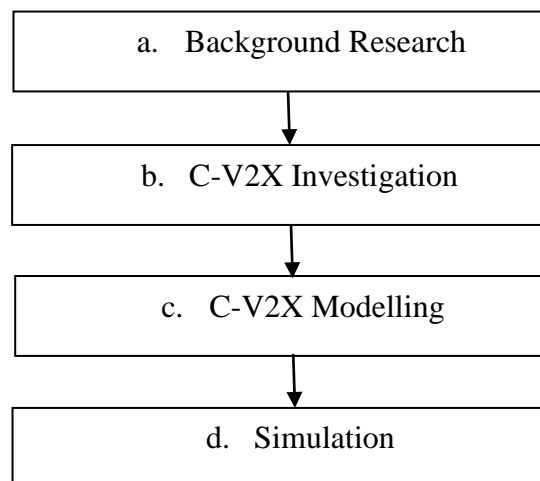 a. Background Research
b. C-V2X Investigation
c. C-V2X Modelling
d. Simulation